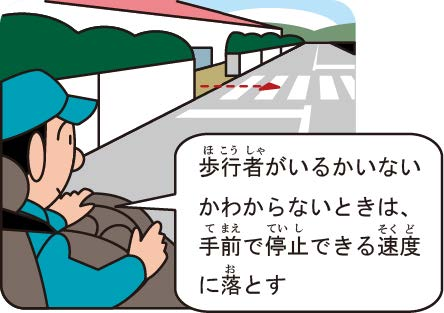 歩行者がいるかいない
かわからないときは、
手前で停止できる速度
に落とす